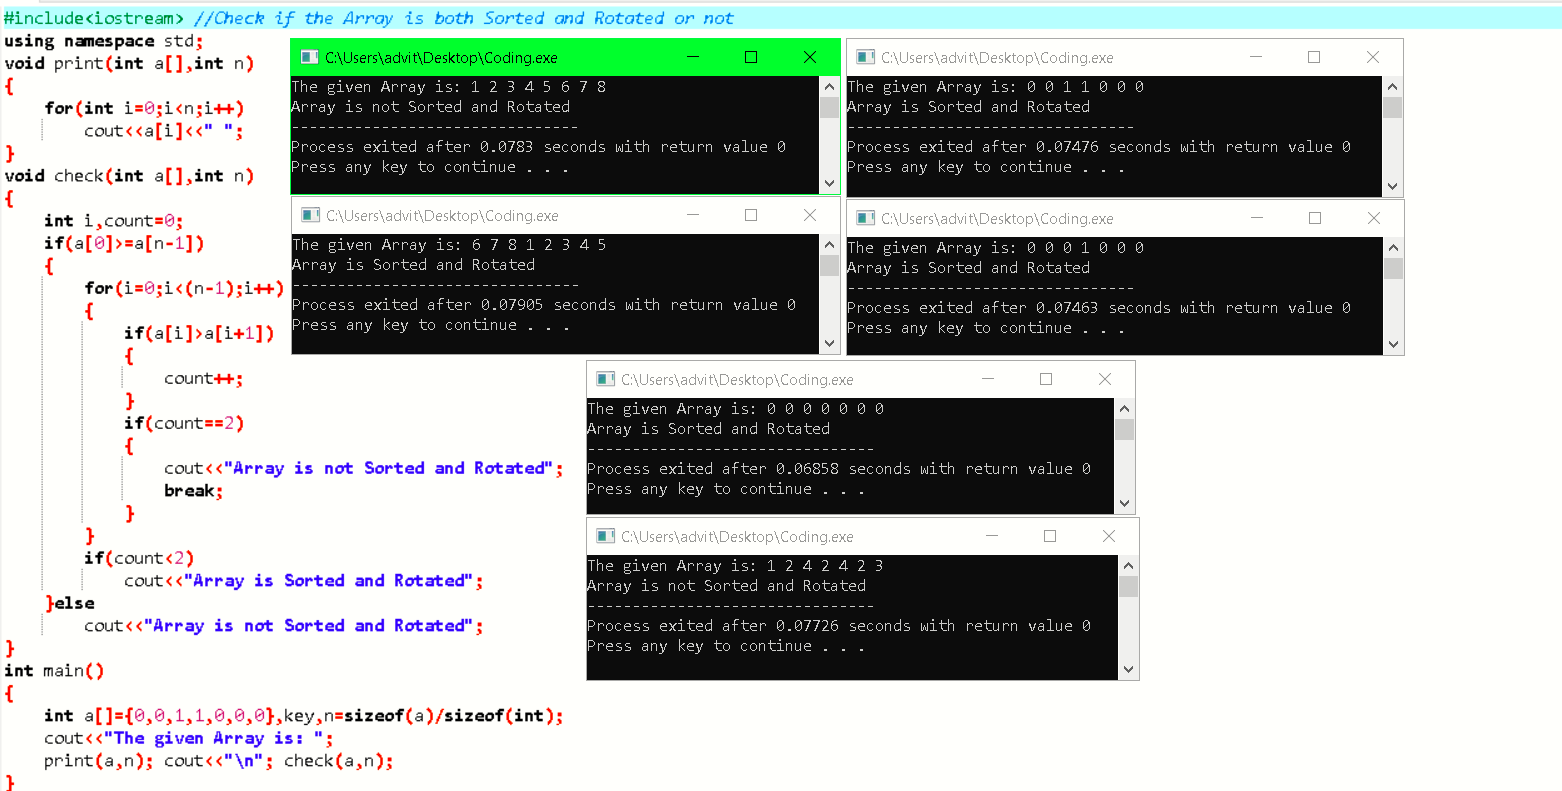 #include<iostream> //Check if the Array is both Sorted and Rotated or not
using namespace std;
void print(int a[],int n)
{
    for(int i=0;i<n;i++)
        cout<<a[i]<<" ";
}
void check(int a[],int n)
{
    int i,count=0;
    if(a[0]>=a[n-1])
    {
        for(i=0;i<(n-1);i++)
        {
            if(a[i]>a[i+1])
            {
                count++;
            }
            if(count==2)
            {
                cout<<"Array is not Sorted and Rotated";
                break;
            }
        }
        if(count<2)
            cout<<"Array is Sorted and Rotated";
    }else
        cout<<"Array is not Sorted and Rotated";
}
int main()
{
    int a[]={0,0,1,1,0,0,0},key,n=sizeof(a)/sizeof(int);
    cout<<"The given Array is: ";
    print(a,n); cout<<"\n"; check(a,n);
}
C:\Users\advit\Desktop\Coding.exe
The given Array is: 1 2 3 4 5 6 7 8
Array is not Sorted and Rotated
--------------------------------
Process exited after 0.0783 seconds with return value 0
Press any key to continue . . .
C:\Users\advit\Desktop\Coding.exe
The given Array is: 0 0 1 1 0 0 0
Array is Sorted and Rotated
--------------------------------
Process exited after 0.07476 seconds with return value 0
Press any key to continue . . .
C:\Users\advit\Desktop\Coding.exe
The given Array is: 6 7 8 1 2 3 4 5
Array is Sorted and Rotated
--------------------------------
Process exited after 0.07905 seconds with return value 0
Press any key to continue . . .
C:\Users\advit\Desktop\Coding.exe
The given Array is: 0 0 0 1 0 0 0
Array is Sorted and Rotated
--------------------------------
Process exited after 0.07463 seconds with return value 0
Press any key to continue . . .
C:\Users\advit\Desktop\Coding.exe
The given Array is: 0 0 0 0 0 0 0
Array is Sorted and Rotated
--------------------------------
Process exited after 0.06858 seconds with return value 0
Press any key to continue . . .
C:\Users\advit\Desktop\Coding.exe
The given Array is: 1 2 4 2 4 2 3
Array is not Sorted and Rotated
--------------------------------
Process exited after 0.07726 seconds with return value 0
Press any key to continue . . .